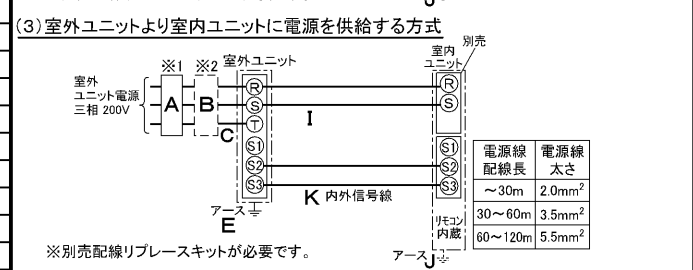 (3)室外ユニットより室内ユニットに電源を供給する方式
※1 ※2 室外ユニット
室内
ユニット
別売
室外
ユニット電源
三相 200V
A
B
C
R
S
T
S1
S2
S3
I
R
S
S1
S2
S3
K 内外信号線
アース
E
リモコン
内蔵
アース J
電源線
配線長
電源線
太さ
~30m 2.0mm²
30~60m 3.5mm²
60~120m 5.5mm²
※別売配線リプレースキットが必要です。